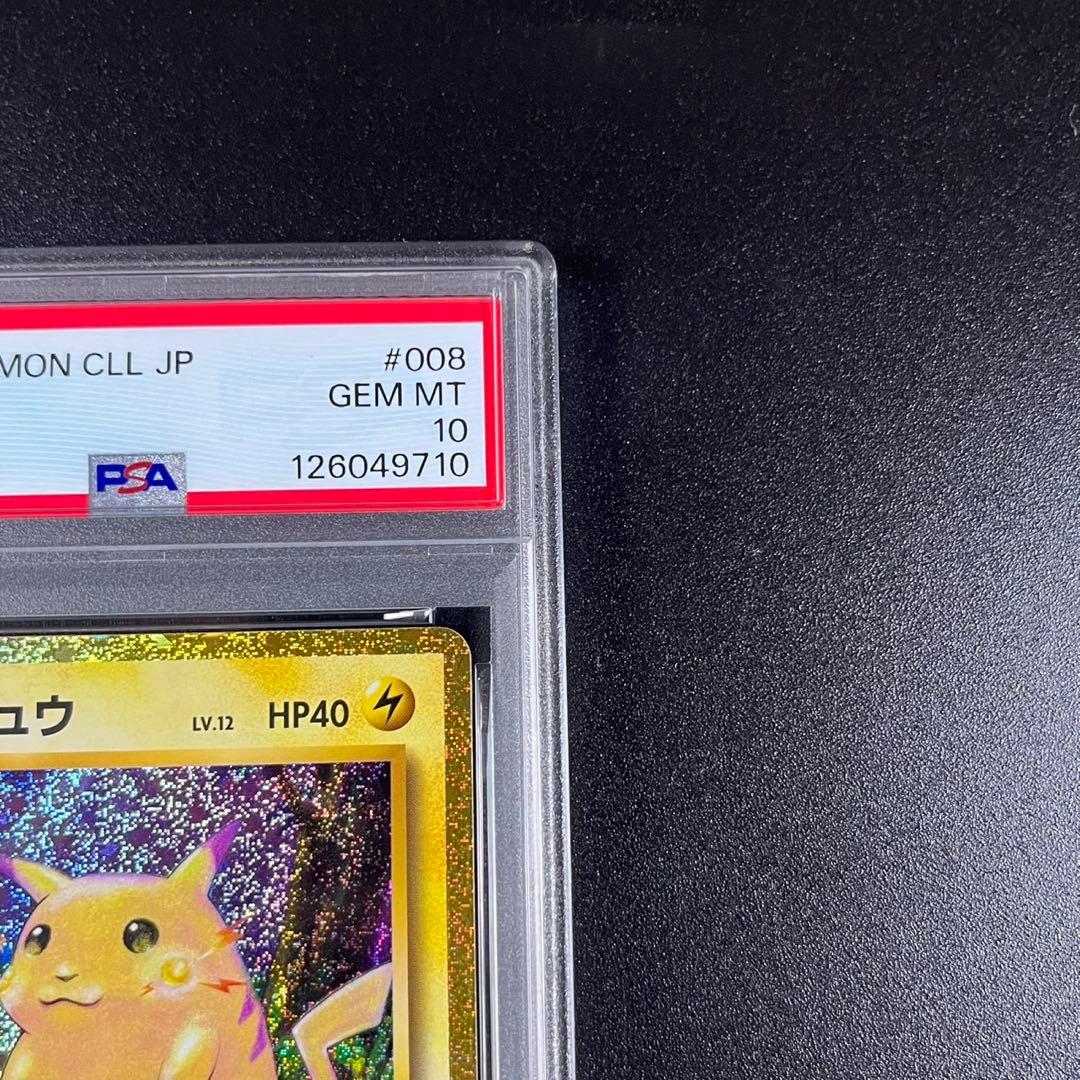 MON CLL JP #008
GEM MT
10
PSA 126049710
ュウ LV.12 HP40